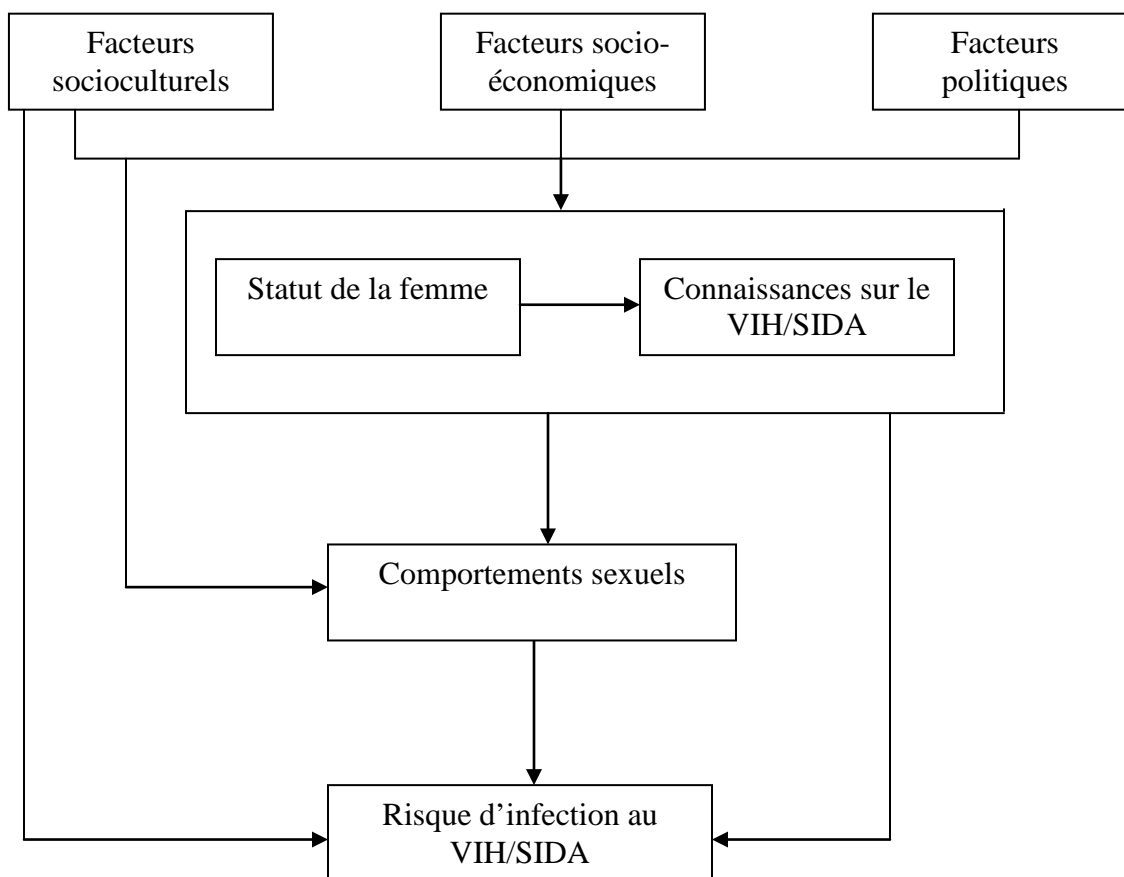 Facteurs
socioculturels
Facteurs socio-
économiques
Facteurs
politiques
Statut de la femme
Connaissances sur le
VIH/SIDA
Comportements sexuels
Risque d’infection au
VIH/SIDA